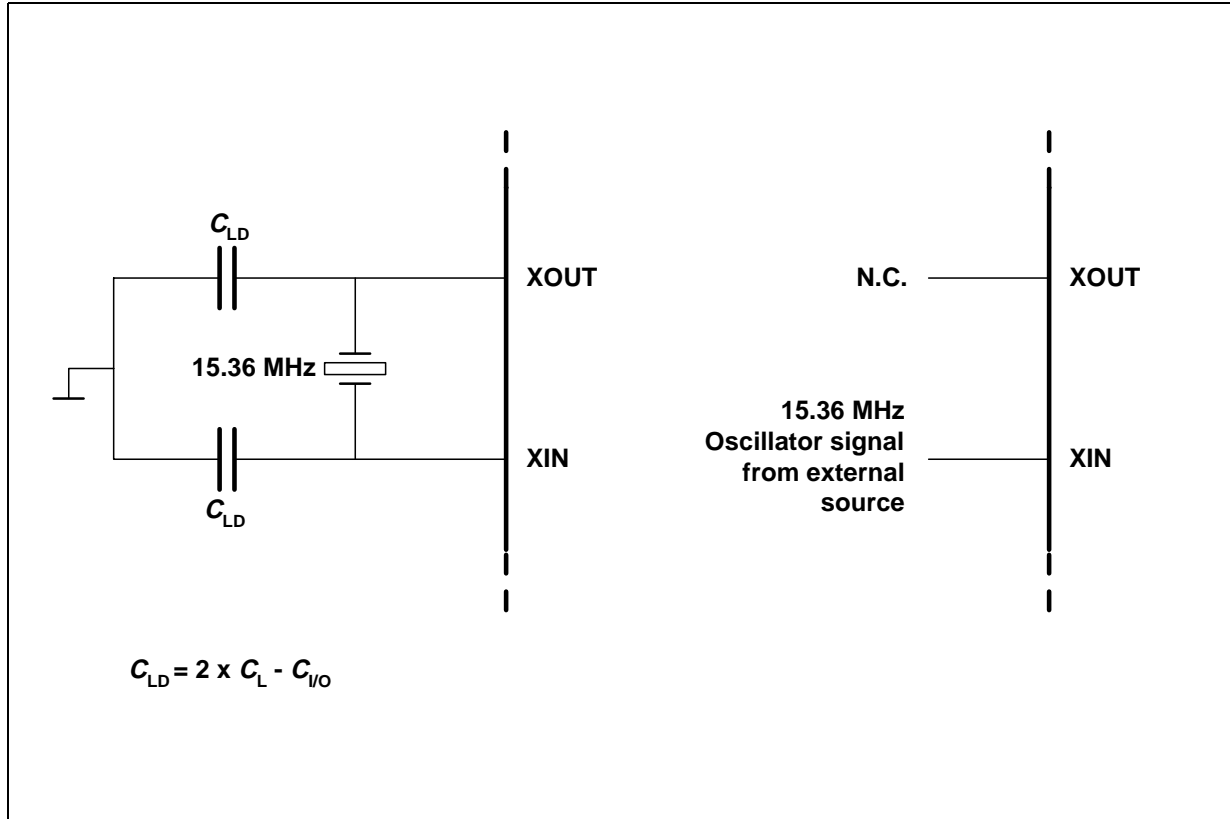 C_LD
XOUT
15.36 MHz
XIN
C_LD
C_LD = 2 x C_L - C_I/O
N.C.
XOUT
15.36 MHz
Oscillator signal
from external
source
XIN